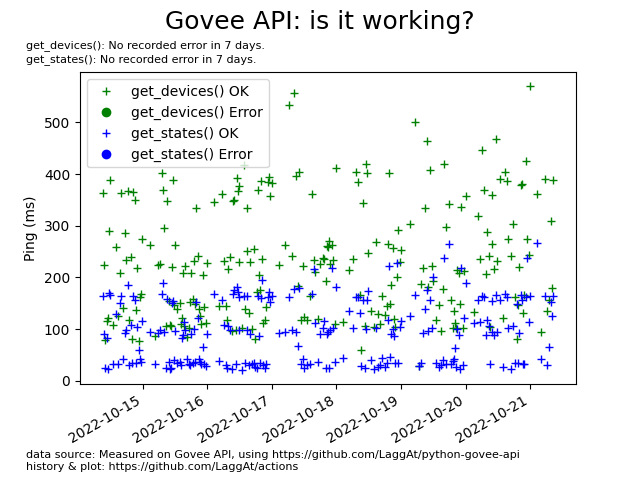 Govee API: is it working?
get_devices(): No recorded error in 7 days.
get_states(): No recorded error in 7 days.
get_devices() OK
get_devices() Error
get_states() OK
get_states() Error
Ping (ms)
500
400
300
200
100
0
2022-10-15
2022-10-16
2022-10-17
2022-10-18
2022-10-19
2022-10-20
2022-10-21
data source: Measured on Govee API, using https://github.com/LaggAt/python-govee-api
history & plot: https://github.com/LaggAt/actions